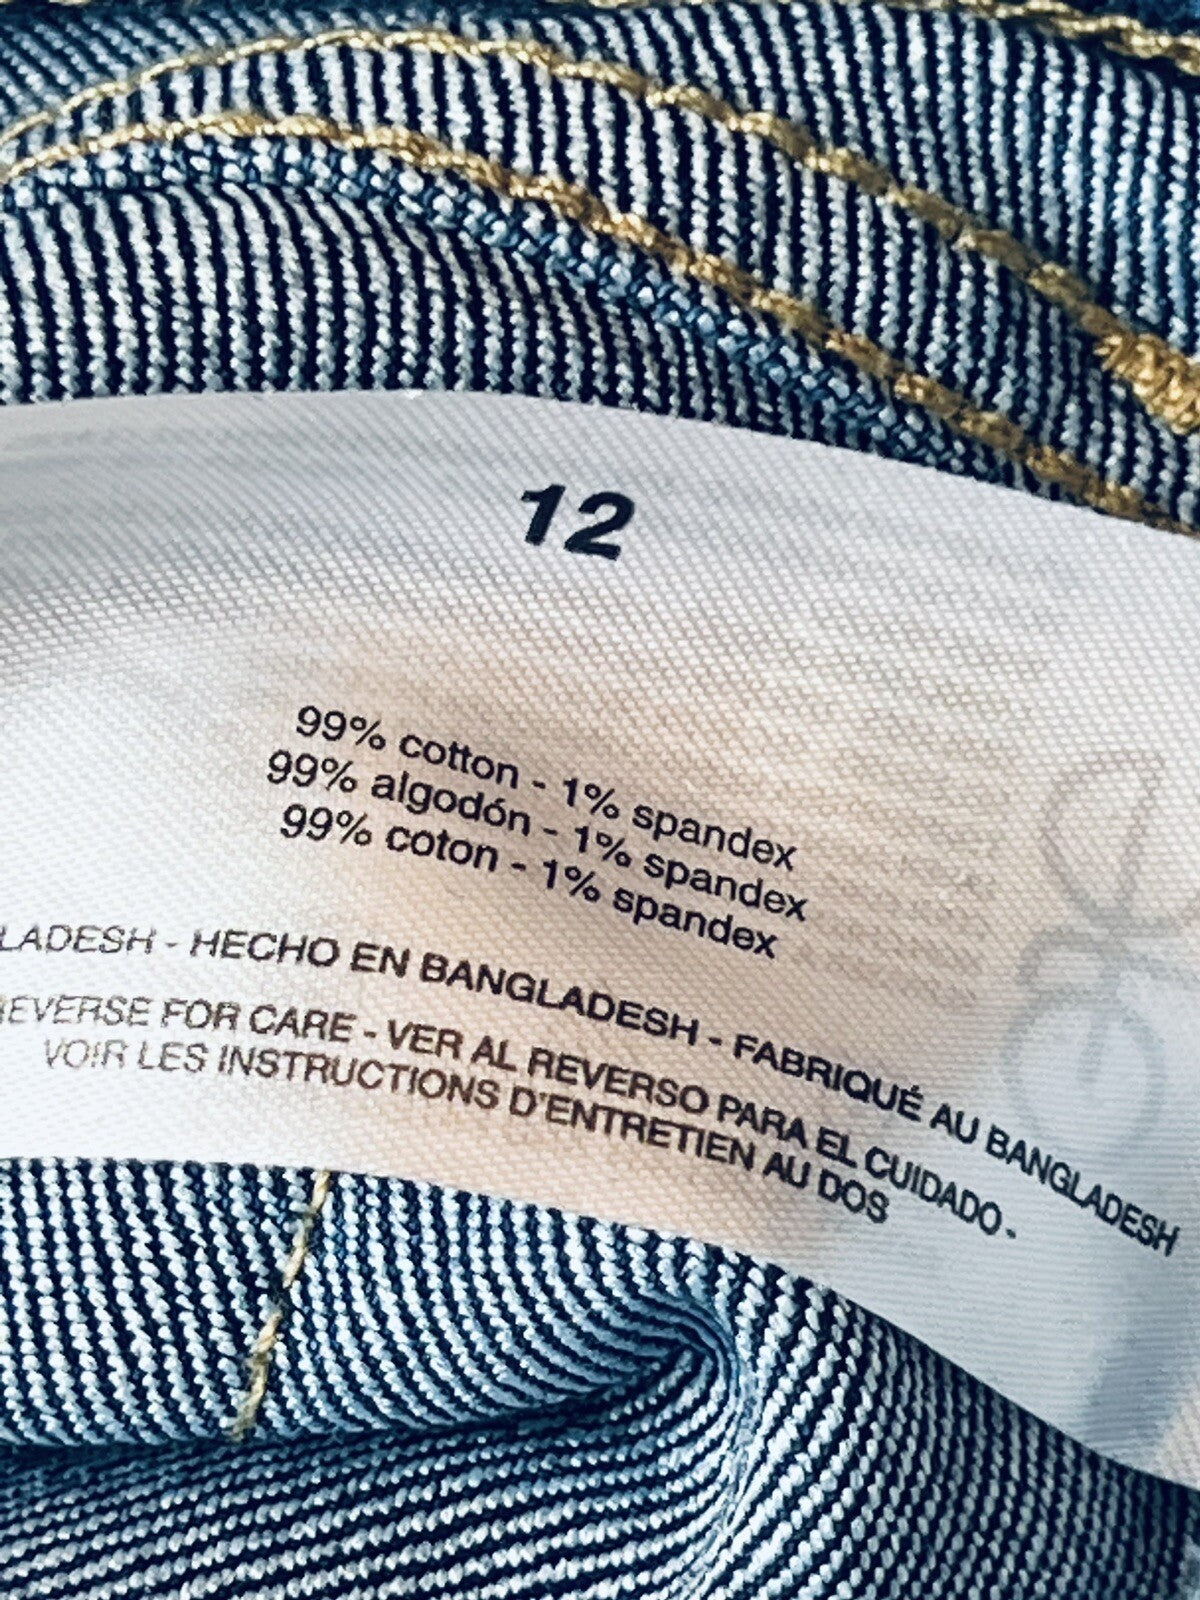 12
99% cotton - 1% spandex
99% algodón - 1% spandex
99% coton - 1% spandex
LADESH - HECHO EN BANGLADESH - FABRIQUÉ AU BANGLADESH
REVERSE FOR CARE - VER AL REVERSO PARA EL CUIDADO -
VOIR LES INSTRUCTIONS D'ENTRETIEN AU DOS